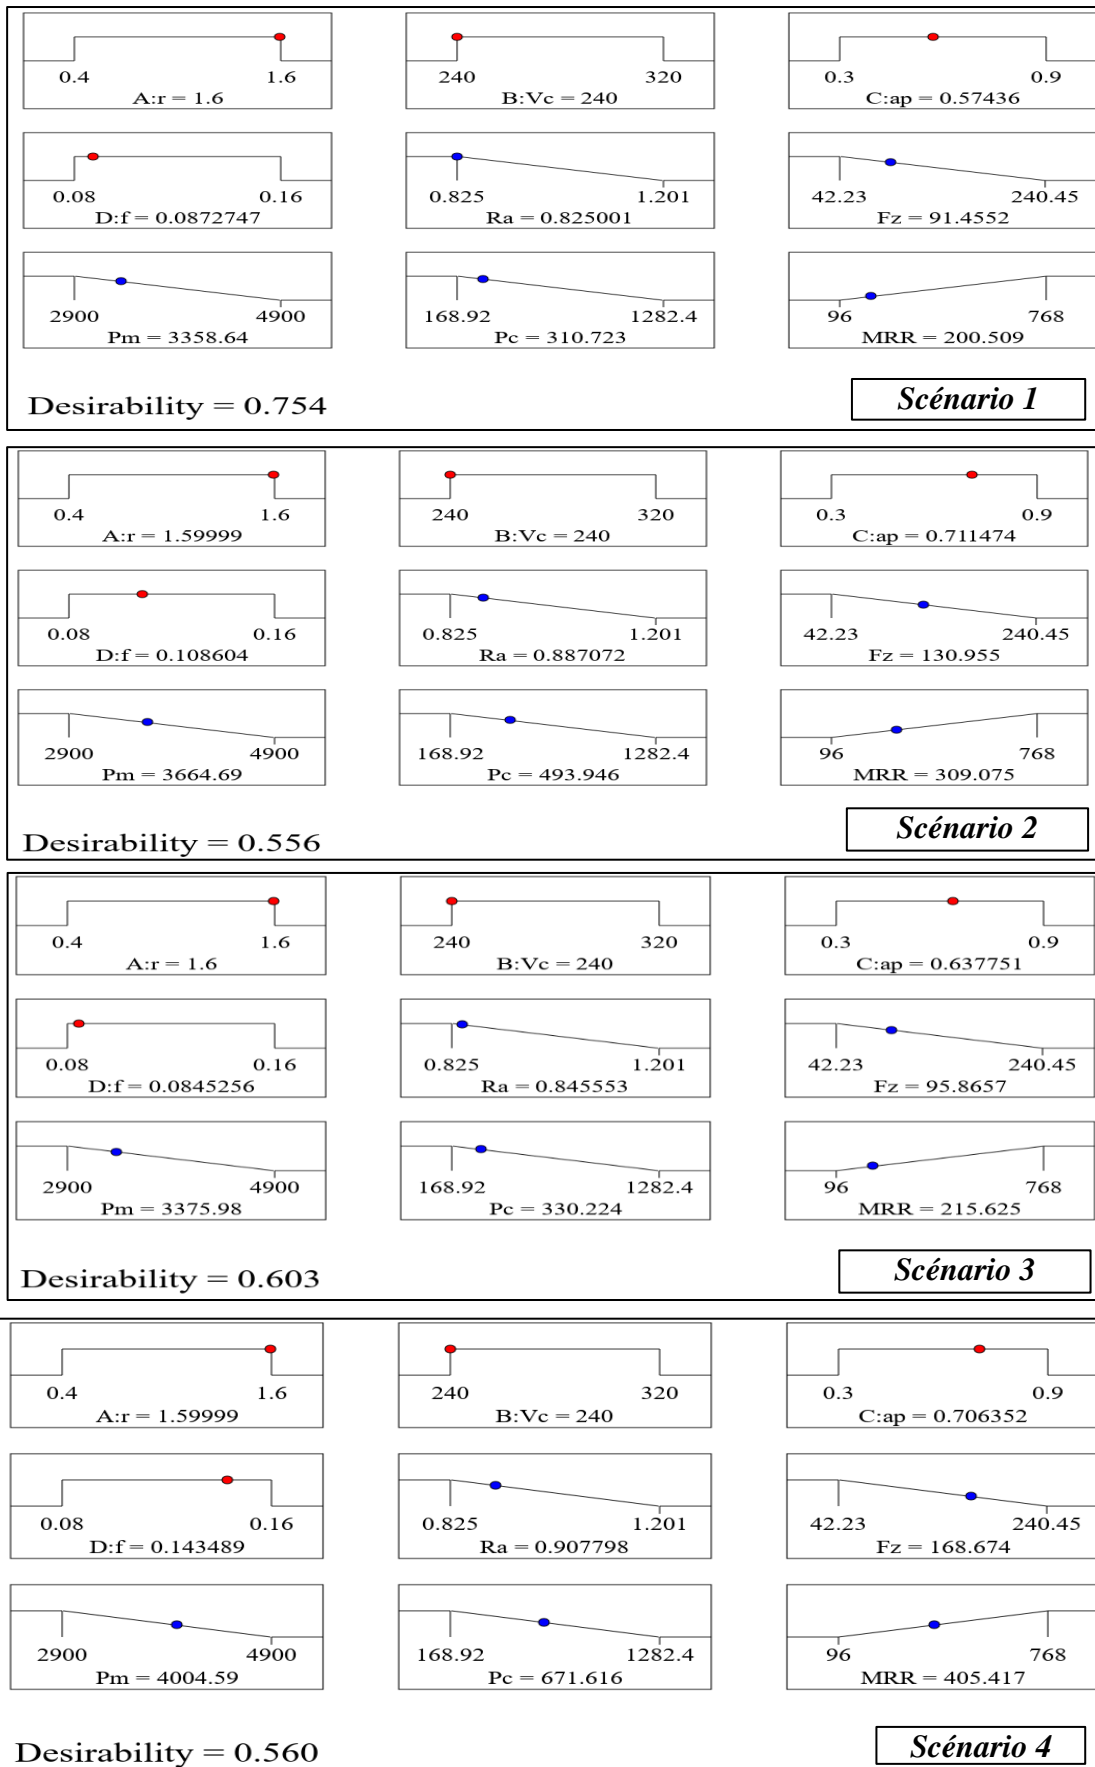 0.4 1.6 240 320 0.3 0.9
A:r = 1.6 B:Vc = 240 C:ap = 0.57436
0.08 0.16 0.825 1.201 42.23 240.45
D:f = 0.0872747 Ra = 0.825001 Fz = 91.4552
2900 4900 168.92 1282.4 96 768
Pm = 3358.64 Pc = 310.723 MRR = 200.509
Desirability = 0.754 Scénario 1
0.4 1.6 240 320 0.3 0.9
A:r = 1.59999 B:Vc = 240 C:ap = 0.711474
0.08 0.16 0.825 1.201 42.23 240.45
D:f = 0.108604 Ra = 0.887072 Fz = 130.955
2900 4900 168.92 1282.4 96 768
Pm = 3664.69 Pc = 493.946 MRR = 309.075
Desirability = 0.556 Scénario 2
0.4 1.6 240 320 0.3 0.9
A:r = 1.6 B:Vc = 240 C:ap = 0.637751
0.08 0.16 0.825 1.201 42.23 240.45
D:f = 0.0845256 Ra = 0.845553 Fz = 95.8657
2900 4900 168.92 1282.4 96 768
Pm = 3375.98 Pc = 330.224 MRR = 215.625
Desirability = 0.603 Scénario 3
0.4 1.6 240 320 0.3 0.9
A:r = 1.59999 B:Vc = 240 C:ap = 0.706352
0.08 0.16 0.825 1.201 42.23 240.45
D:f = 0.143489 Ra = 0.907798 Fz = 168.674
2900 4900 168.92 1282.4 96 768
Pm = 4004.59 Pc = 671.616 MRR = 405.417
Desirability = 0.560 Scénario 4